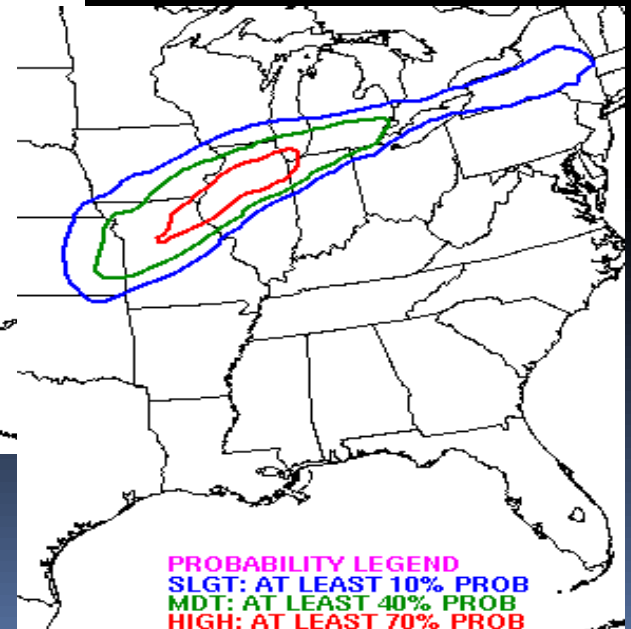 PROBABILITY LEGEND
SLGT: AT LEAST 10% PROB
MDT: AT LEAST 40% PROB
HIGH: AT LEAST 70% PROB